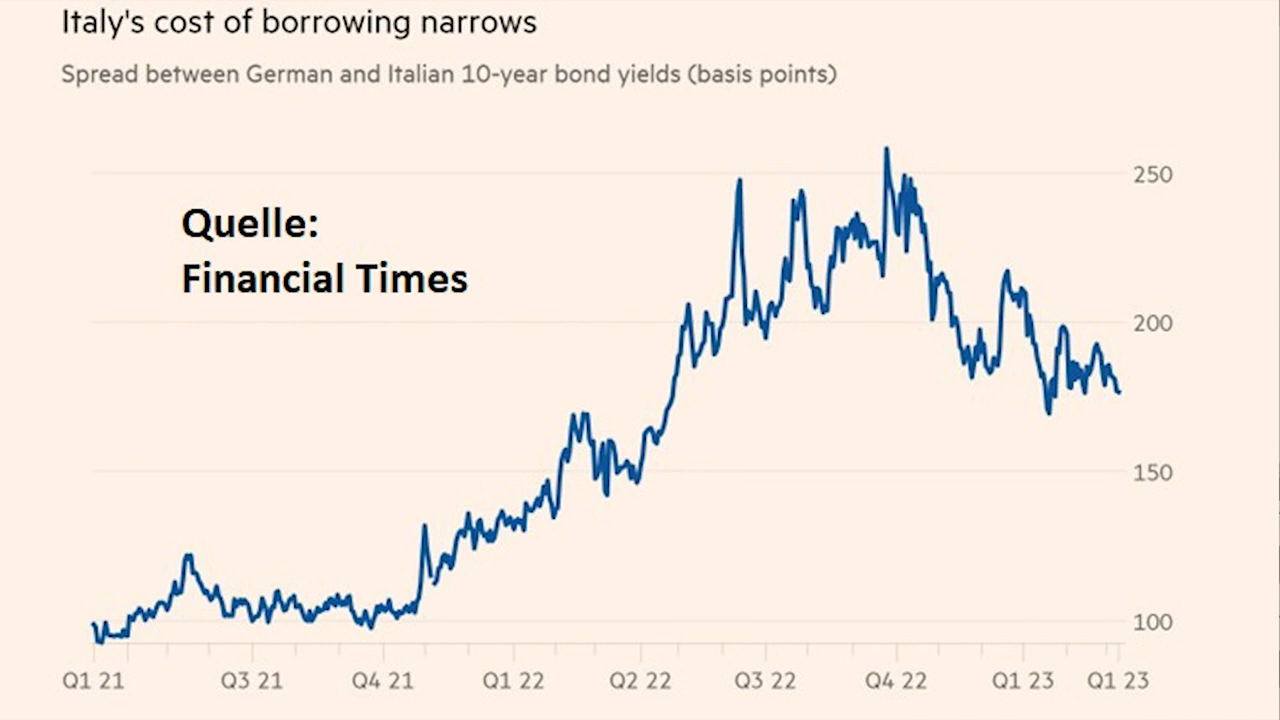 Italy's cost of borrowing narrows
Spread between German and Italian 10-year bond yields (basis points)
250
Quelle:
Financial Times
200
150
100
Q1 21 Q3 21 Q4 21 Q1 22 Q2 22 Q3 22 Q4 22 Q1 23 Q1 23